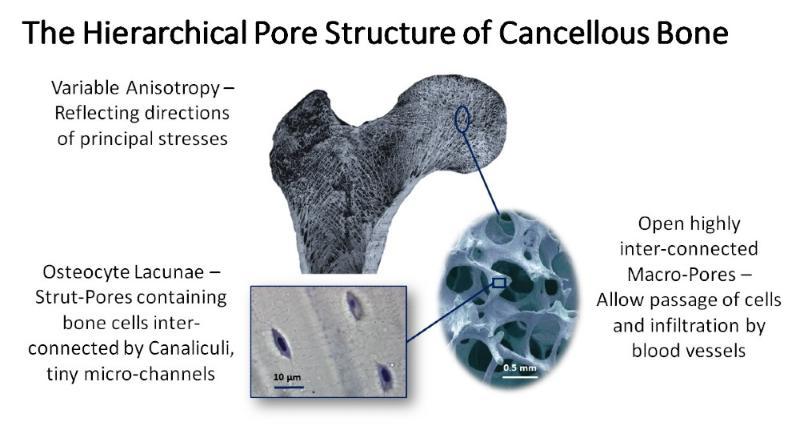 The Hierarchical Pore Structure of Cancellous Bone
Variable Anisotropy –
Reflecting directions
of principal stresses
Osteocyte Lacunae –
Strut-Pores containing
bone cells inter-
connected by Canaliculi,
tiny micro-channels
10 µm
0.5 mm
Open highly
inter-connected
Macro-Pores –
Allow passage of cells
and infiltration by
blood vessels